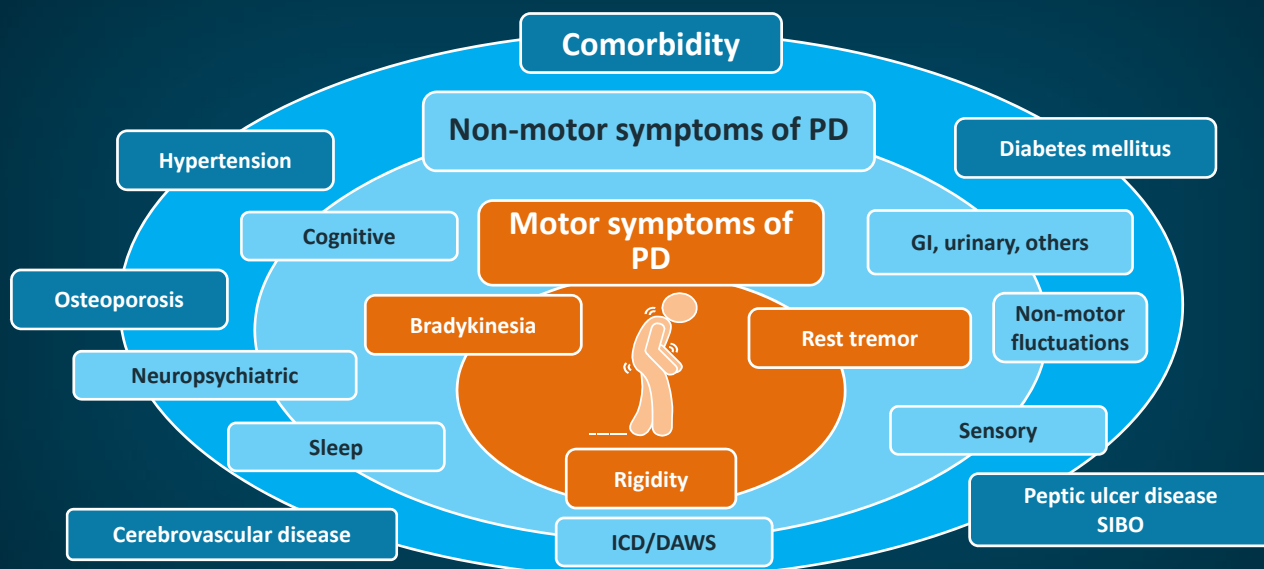 Comorbidity
Non-motor symptoms of PD
Hypertension
Diabetes mellitus
Motor symptoms of
PD
Cognitive
GI, urinary, others
Osteoporosis
Bradykinesia
Rest tremor
Non-motor
fluctuations
Neuropsychiatric
Sleep
Sensory
Rigidity
Peptic ulcer disease
SIBO
Cerebrovascular disease
ICD/DAWS